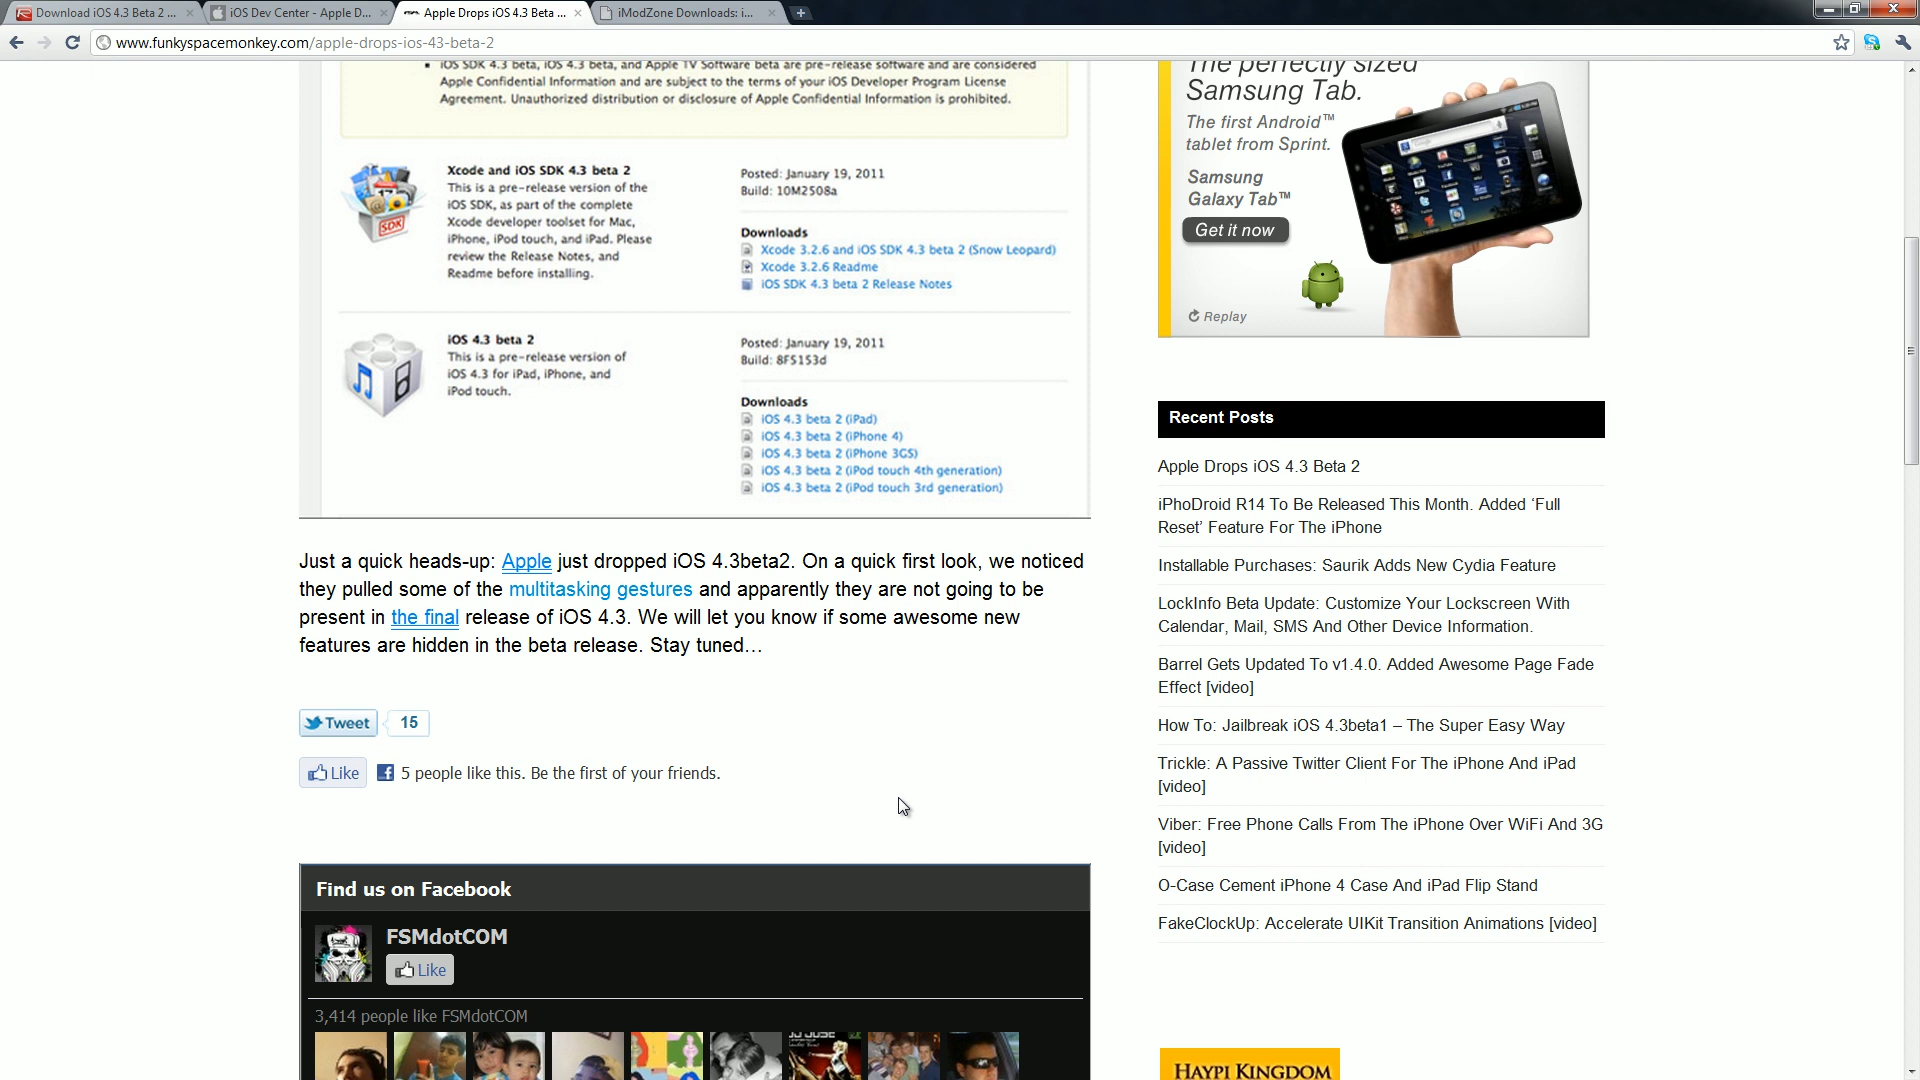 Download iOS 4.3 Beta 2 ...
iOS Dev Center - Apple D...
Apple Drops iOS 4.3 Beta ...
iModZone Downloads: i...
www.funkyspacemonkey.com/apple-drops-ios-43-beta-2
iOS SDK 4.3 beta, iOS 4.3 beta, and Apple TV Software beta are pre-release software and are considered
Apple Confidential Information and are subject to the terms of your iOS Developer Program License
Agreement. Unauthorized distribution or disclosure of Apple Confidential Information is prohibited.
Xcode and iOS SDK 4.3 beta 2
This is a pre-release version of the
iOS SDK, as part of the complete
Xcode developer toolset for Mac,
iPhone, iPod touch, and iPad. Please
review the Release Notes, and
Readme before installing.
SDK
Posted: January 19, 2011
Build: 10M2508a
Downloads
Xcode 3.2.6 and iOS SDK 4.3 beta 2 (Snow Leopard)
Xcode 3.2.6 Readme
iOS SDK 4.3 beta 2 Release Notes
iOS 4.3 beta 2
This is a pre-release version of
iOS 4.3 for iPad, iPhone, and
iPod touch.
Posted: January 19, 2011
Build: 8F5153d
Downloads
iOS 4.3 beta 2 (iPad)
iOS 4.3 beta 2 (iPhone 4)
iOS 4.3 beta 2 (iPhone 3GS)
iOS 4.3 beta 2 (iPod touch 4th generation)
iOS 4.3 beta 2 (iPod touch 3rd generation)
Just a quick heads-up: Apple just dropped iOS 4.3beta2. On a quick first look, we noticed
they pulled some of the multitasking gestures and apparently they are not going to be
present in the final release of iOS 4.3. We will let you know if some awesome new
features are hidden in the beta release. Stay tuned…
Tweet 15
Like 5 people like this. Be the first of your friends.
Find us on Facebook
FSMdotCOM
Like
3,414 people like FSMdotCOM
The perfectly sized
Samsung Tab.
The first Android™
tablet from Sprint.
Samsung
Galaxy Tab™
Get it now
Replay
Recent Posts
Apple Drops iOS 4.3 Beta 2
iPhoDroid R14 To Be Released This Month. Added ‘Full
Reset’ Feature For The iPhone
Installable Purchases: Saurik Adds New Cydia Feature
LockInfo Beta Update: Customize Your Lockscreen With
Calendar, Mail, SMS And Other Device Information.
Barrel Gets Updated To v1.4.0. Added Awesome Page Fade
Effect [video]
How To: Jailbreak iOS 4.3beta1 – The Super Easy Way
Trickle: A Passive Twitter Client For The iPhone And iPad
[video]
Viber: Free Phone Calls From The iPhone Over WiFi And 3G
[video]
O-Case Cement iPhone 4 Case And iPad Flip Stand
FakeClockUp: Accelerate UIKit Transition Animations [video]
HAYPI KINGDOM